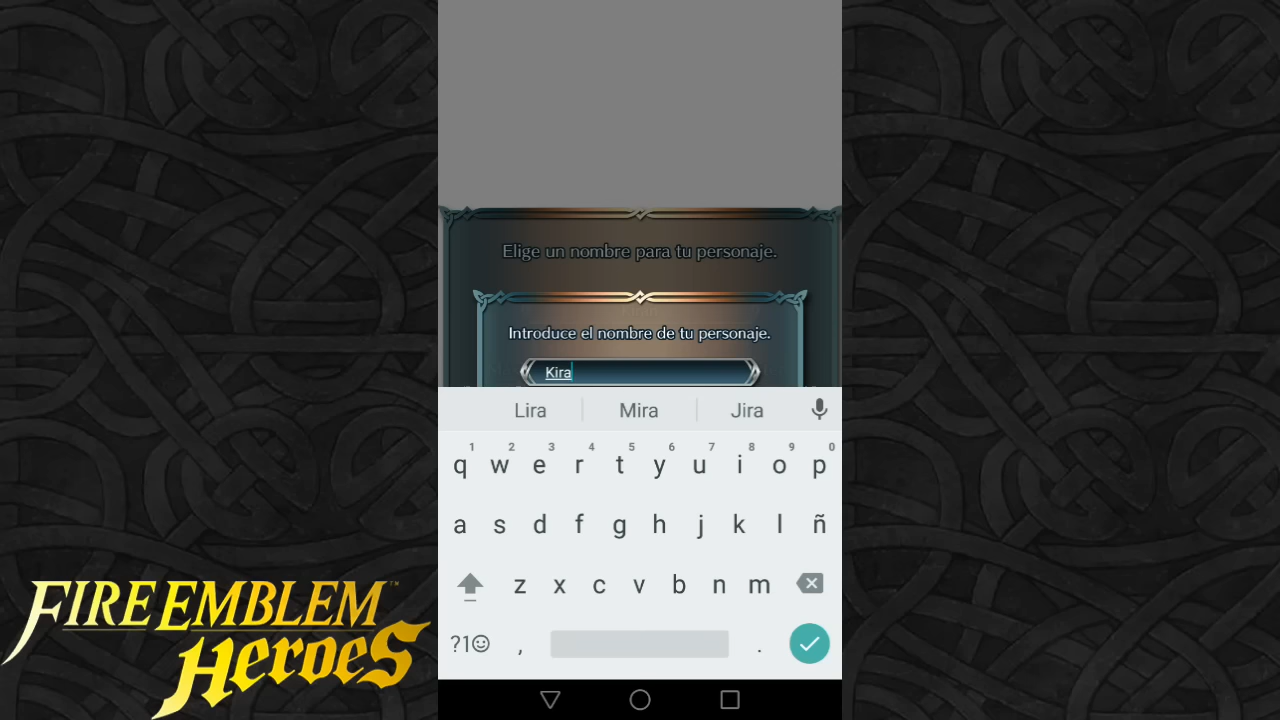 Elige un nombre para tu personaje.
Introduce el nombre de tu personaje.
Kira
Lira Mira Jira
1 2 3 4 5 6 7 8 9 0
q w e r t y u i o p
a s d f g h j k l ñ
z x c v b n m
?1☺ , .
FIRE EMBLEM™
Heroes